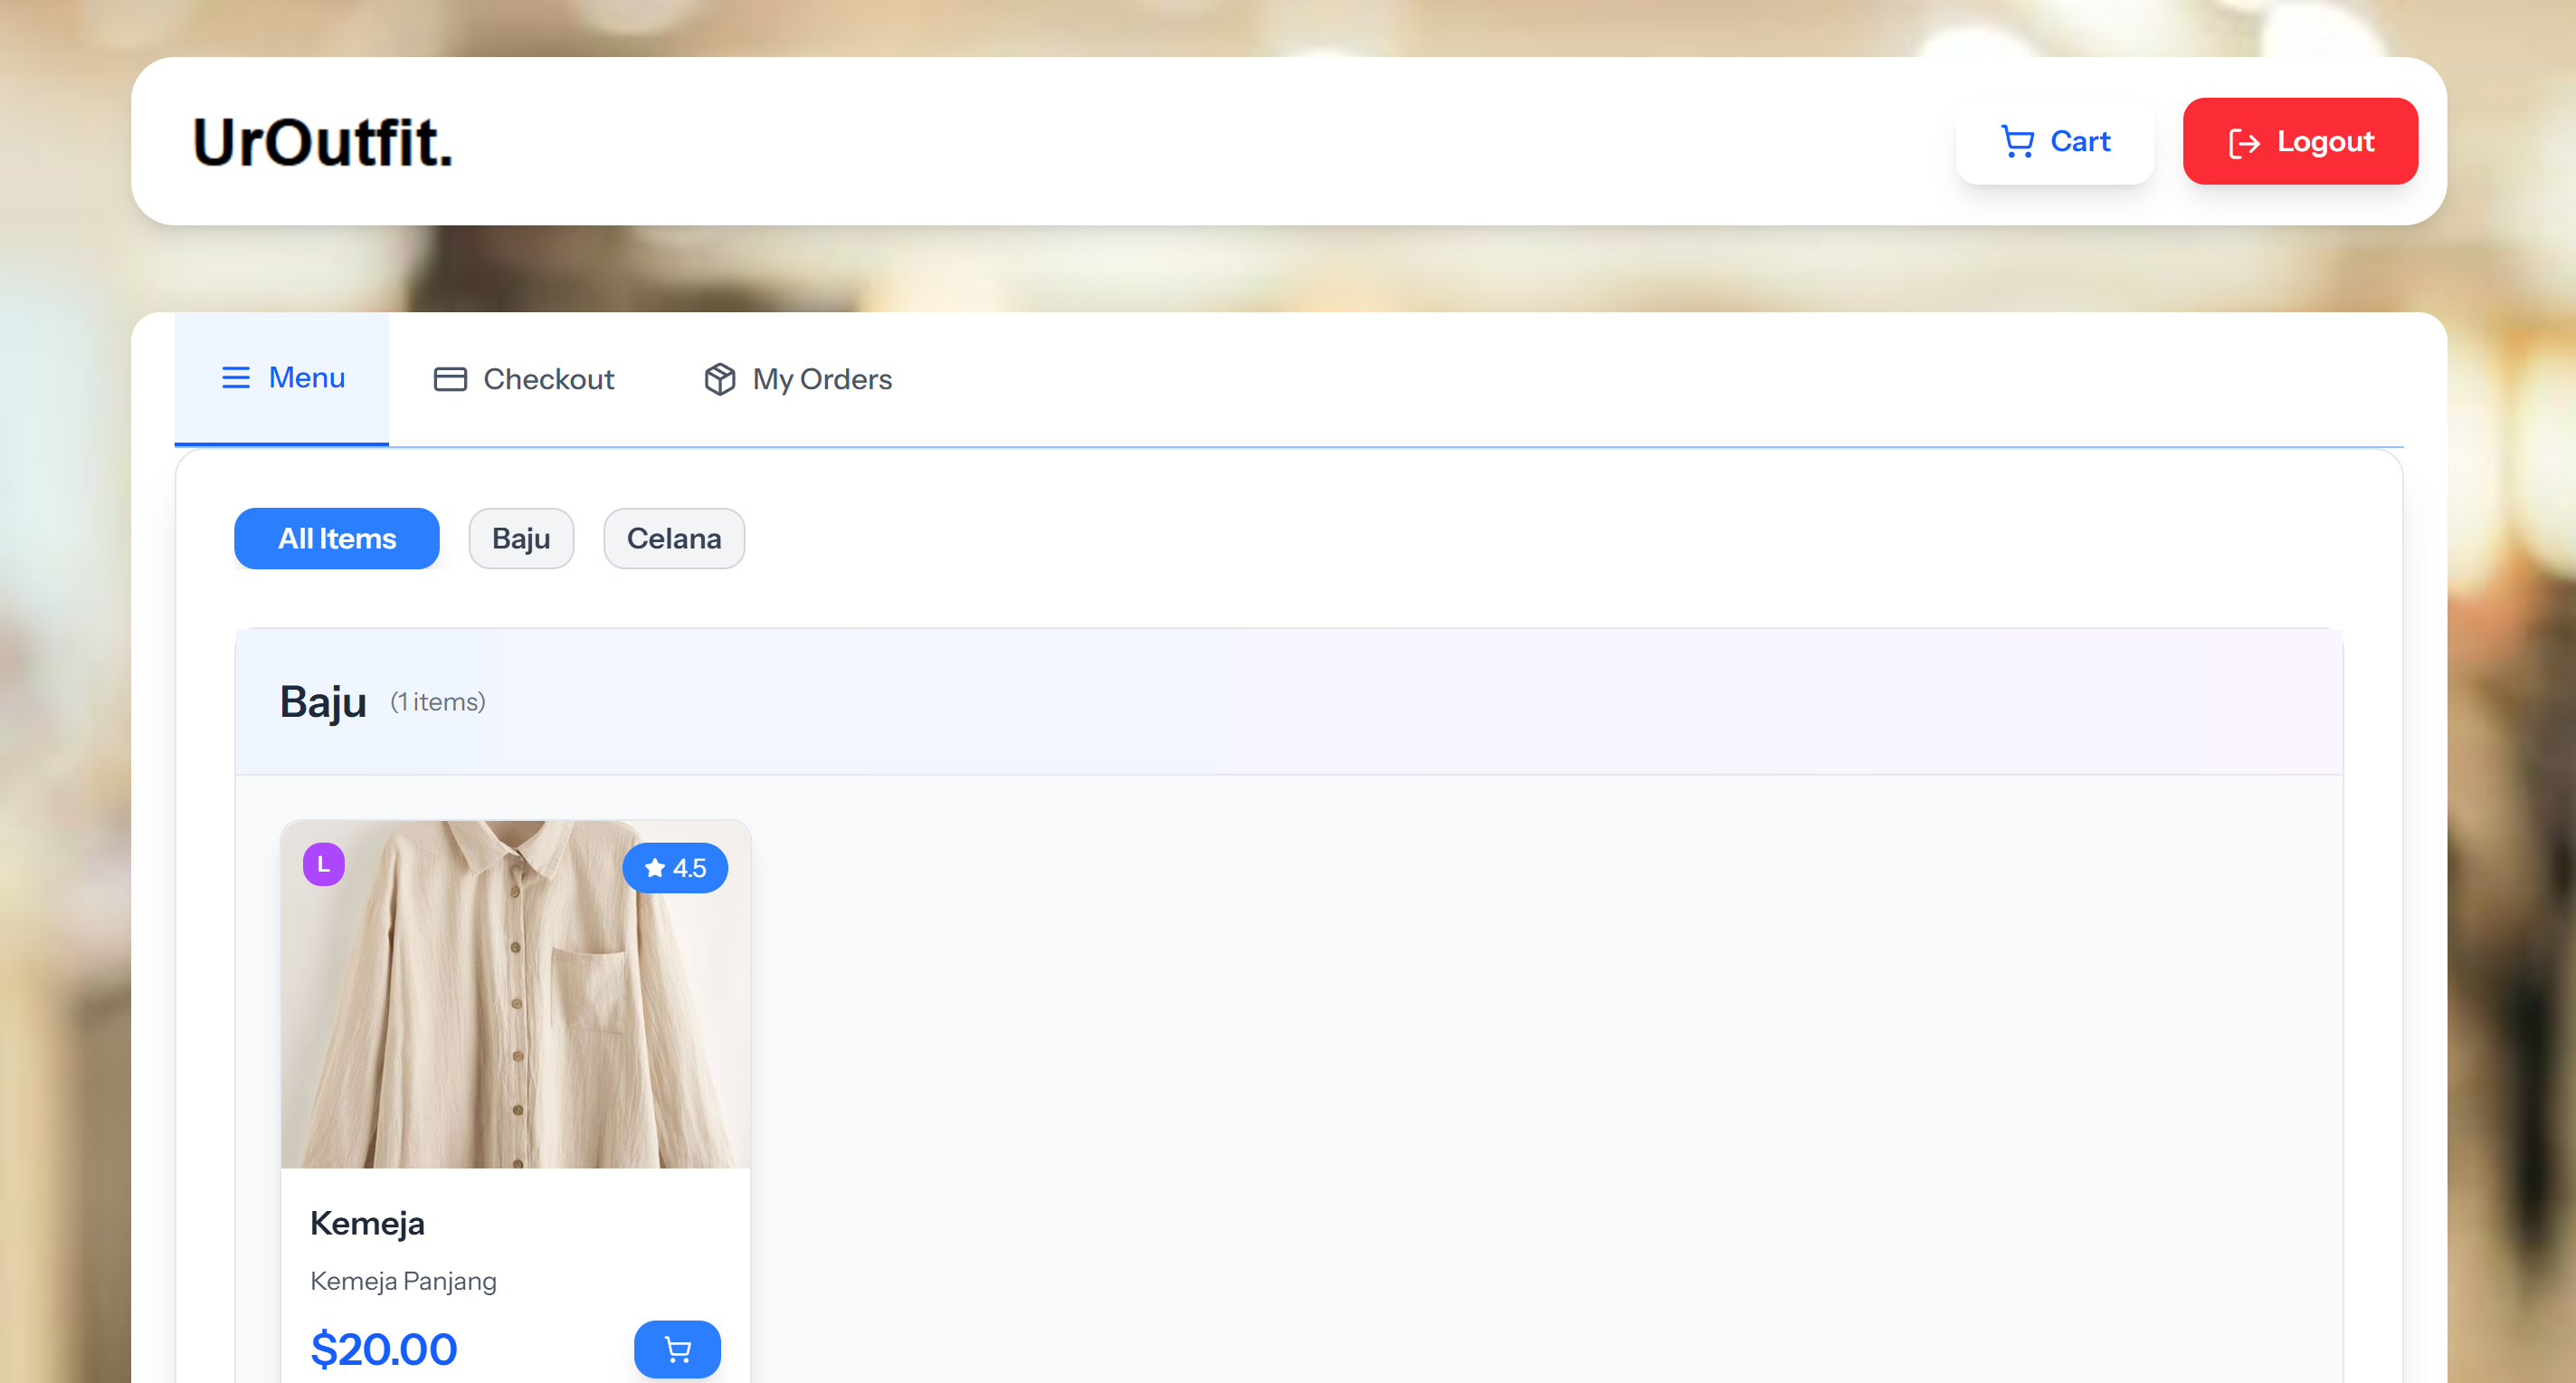 UrOutfit.
Cart
Logout
Menu
Checkout
My Orders
All Items
Baju
Celana
Baju (1 items)
L
4.5
Kemeja
Kemeja Panjang
$20.00